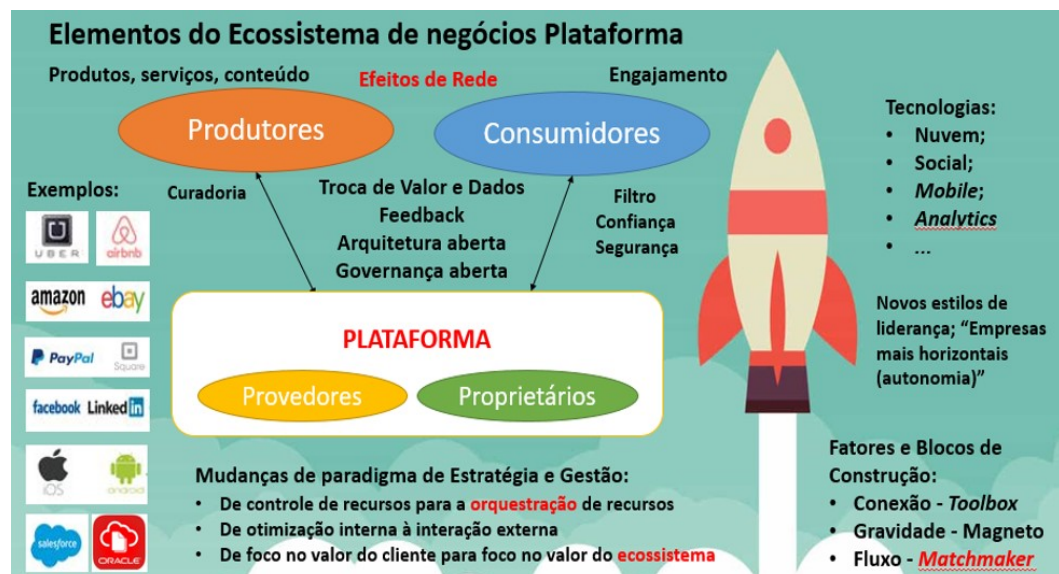 Elementos do Ecossistema de negócios Plataforma
Produtos, serviços, conteúdo
Efeitos de Rede
Engajamento
Produtores
Consumidores
Curadoria
Troca de Valor e Dados
Feedback
Arquitetura aberta
Governança aberta
Filtro
Confiança
Segurança
Exemplos:
UBER
airbnb
amazon
ebay
PayPal
Square
facebook
Linked in
iOS
android
salesforce
ORACLE
PLATAFORMA
Provedores
Proprietários
Mudanças de paradigma de Estratégia e Gestão:
• De controle de recursos para a orquestração de recursos
• De otimização interna à interação externa
• De foco no valor do cliente para foco no valor do ecossistema
Tecnologias:
• Nuvem;
• Social;
• Mobile;
• Analytics
• ...
Novos estilos de
liderança; “Empresas
mais horizontais
(autonomia)”
Fatores e Blocos de
Construção:
• Conexão - Toolbox
• Gravidade - Magneto
• Fluxo - Matchmaker